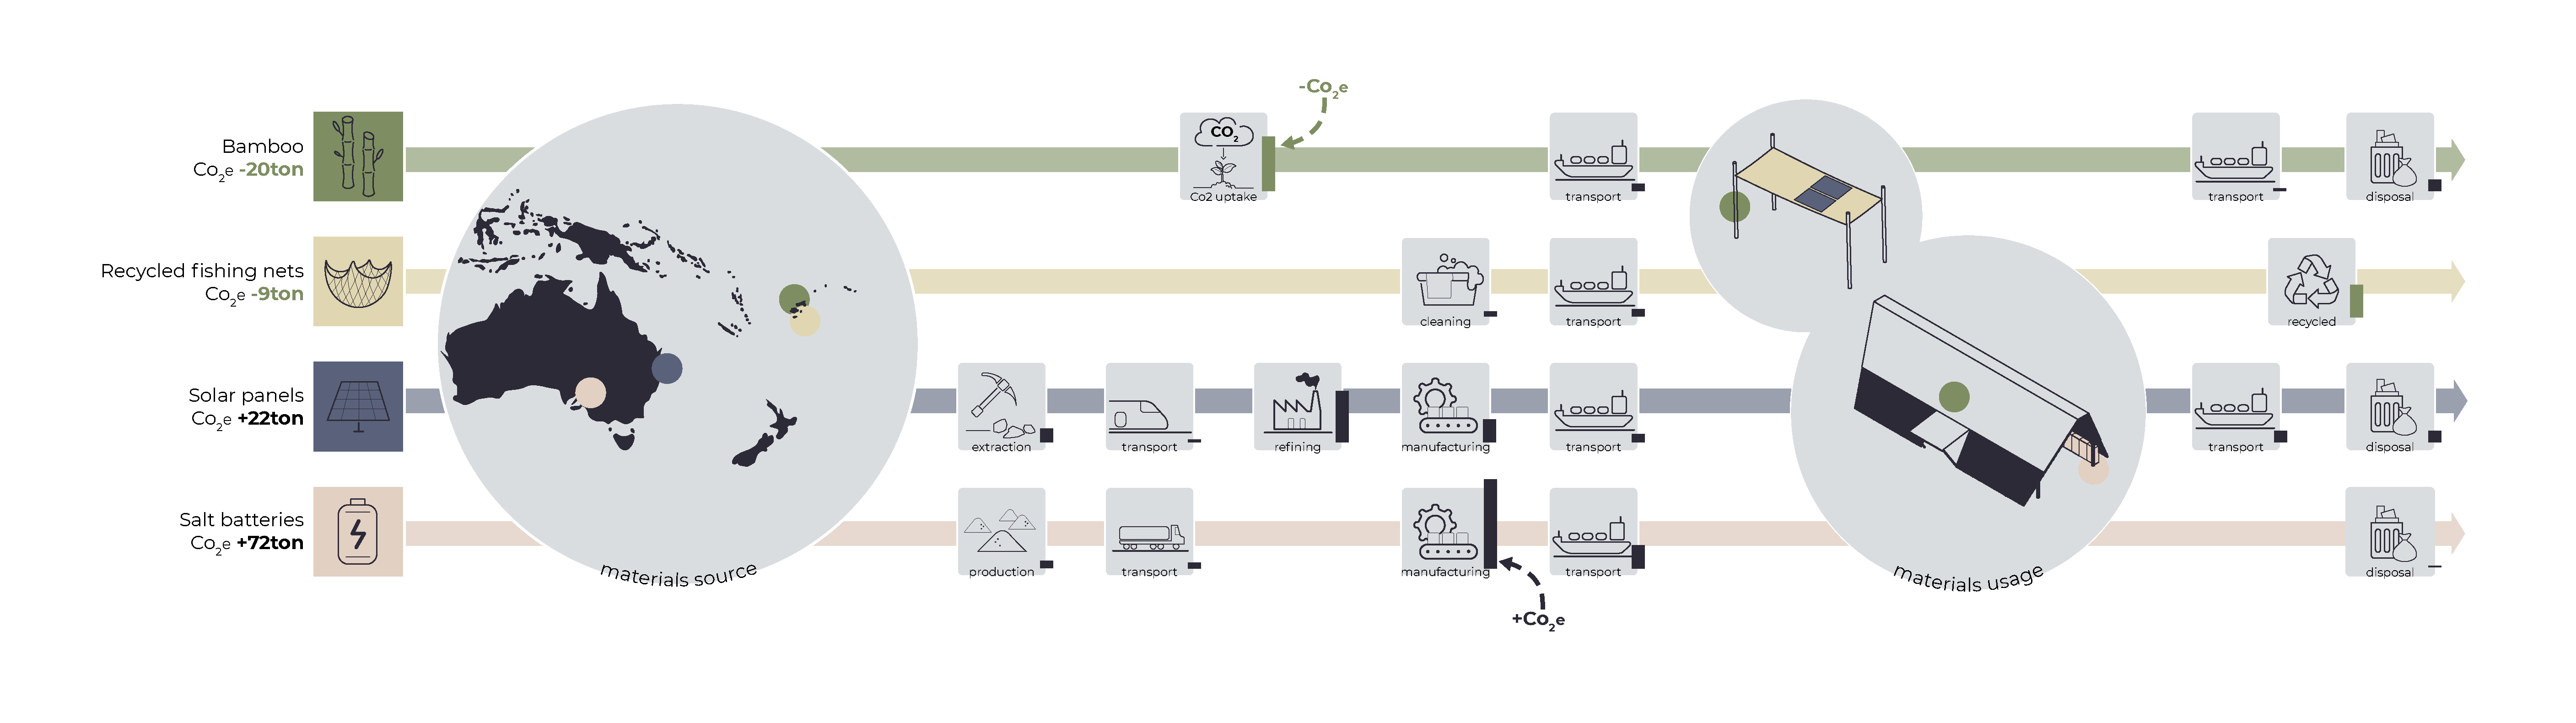 -Co2e
CO2
Co2 uptake
transport
transport
disposal
Bamboo
Co2e -20ton
cleaning
transport
recycled
Recycled fishing nets
Co2e -9ton
extraction
transport
refining
manufacturing
transport
transport
disposal
Solar panels
Co2e +22ton
production
transport
manufacturing
transport
disposal
Salt batteries
Co2e +72ton
materials source
materials usage
+Co2e